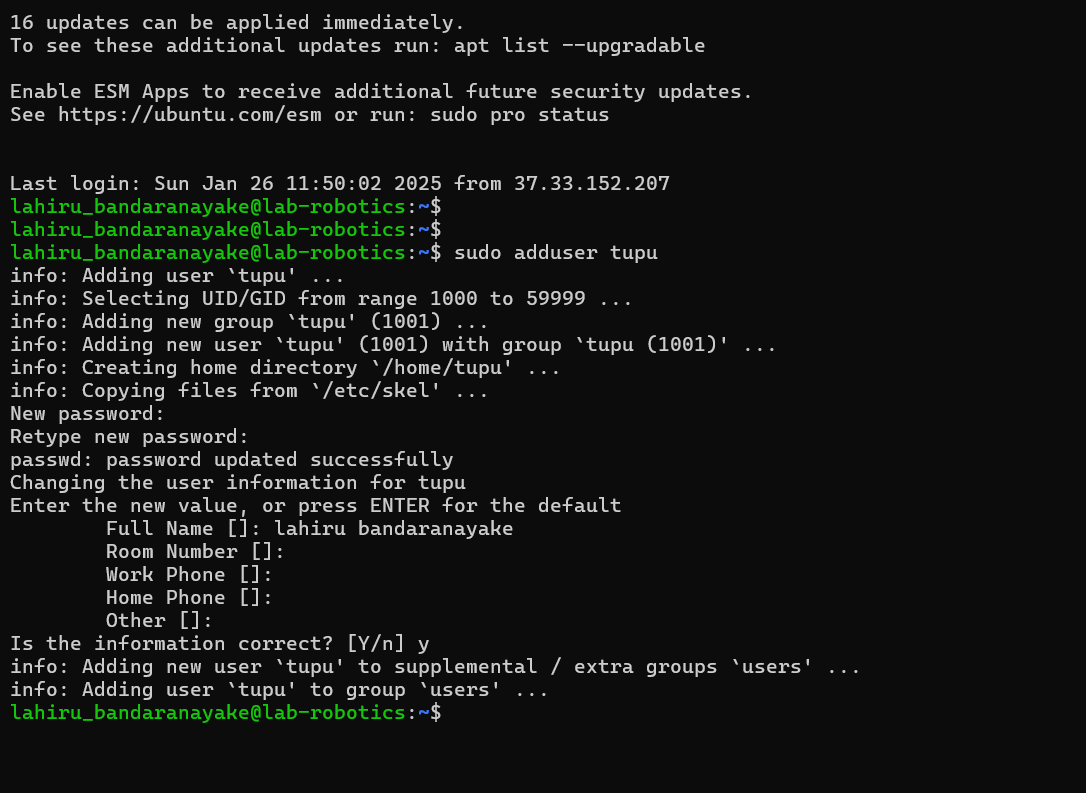 16 updates can be applied immediately.
To see these additional updates run: apt list --upgradable
Enable ESM Apps to receive additional future security updates.
See https://ubuntu.com/esm or run: sudo pro status
Last login: Sun Jan 26 11:50:02 2025 from 37.33.152.207
lahiru_bandaranayake@lab-robotics:~$
lahiru_bandaranayake@lab-robotics:~$
lahiru_bandaranayake@lab-robotics:~$ sudo adduser tupu
info: Adding user `tupu' ...
info: Selecting UID/GID from range 1000 to 59999 ...
info: Adding new group `tupu' (1001) ...
info: Adding new user `tupu' (1001) with group `tupu (1001)' ...
info: Creating home directory `/home/tupu' ...
info: Copying files from `/etc/skel' ...
New password:
Retype new password:
passwd: password updated successfully
Changing the user information for tupu
Enter the new value, or press ENTER for the default
        Full Name []: lahiru bandaranayake
        Room Number []:
        Work Phone []:
        Home Phone []:
        Other []:
Is the information correct? [Y/n] y
info: Adding new user `tupu' to supplemental / extra groups `users' ...
info: Adding user `tupu' to group `users' ...
lahiru_bandaranayake@lab-robotics:~$